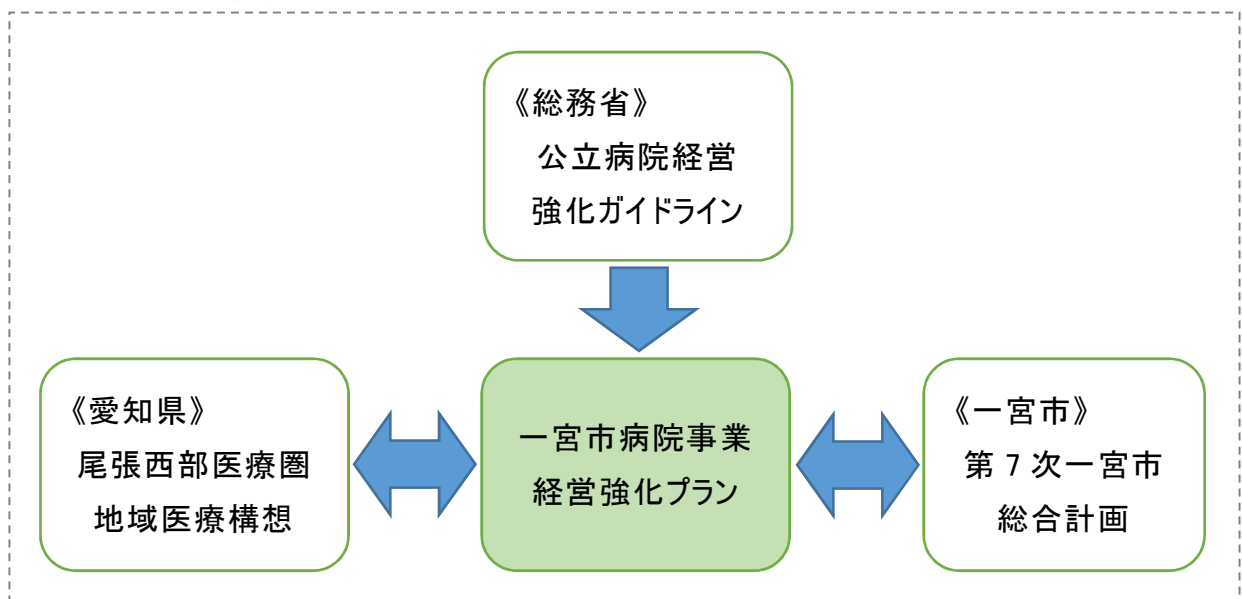 《総務省》
公立病院経営
強化ガイドライン
《愛知県》
尾張西部医療圏
地域医療構想
一宮市病院事業
経営強化プラン
《一宮市》
第7次一宮市
総合計画